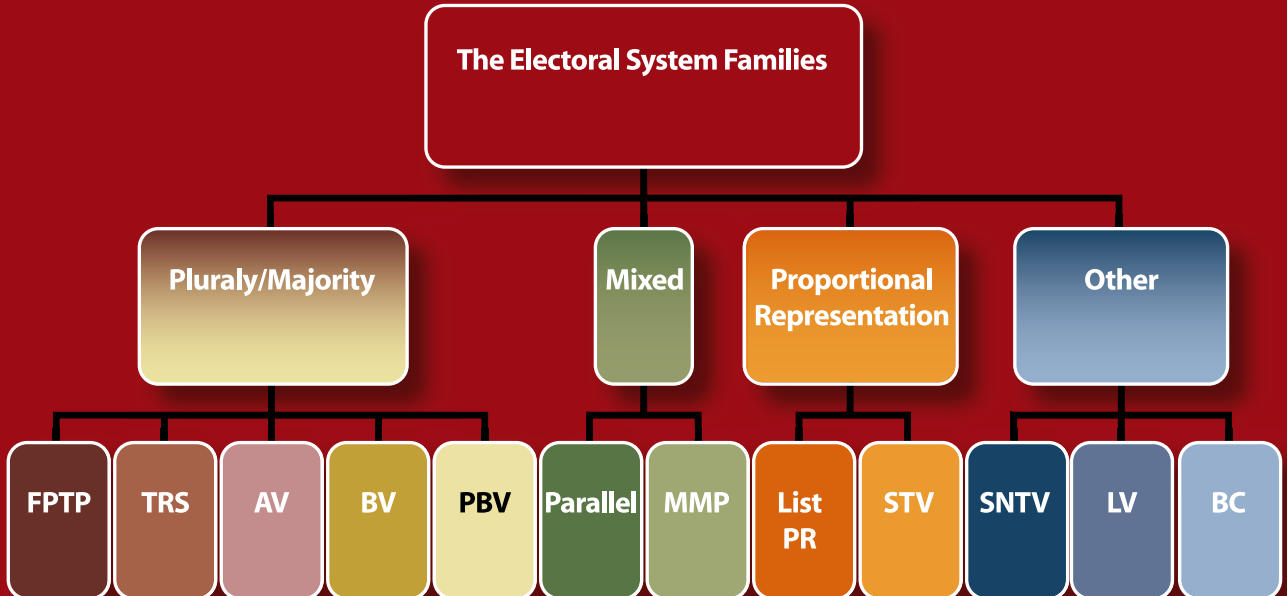 The Electoral System Families
Pluraly/Majority
Mixed
Proportional
Representation
Other
FPTP
TRS
AV
BV
PBV
Parallel
MMP
List
PR
STV
SNTV
LV
BC